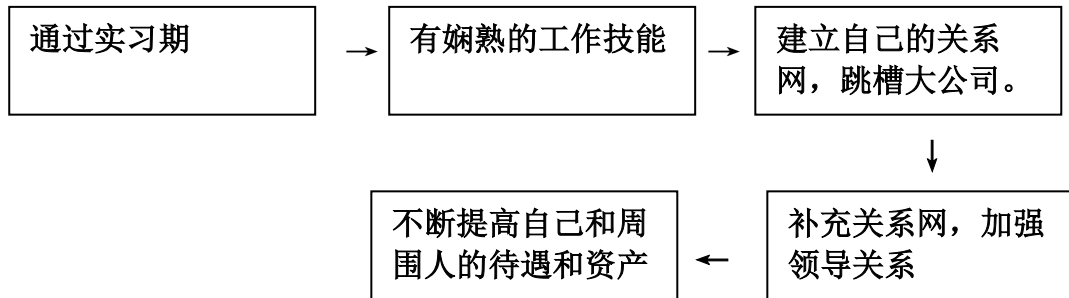 通过实习期
有娴熟的工作技能
建立自己的关系
网，跳槽大公司。
补充关系网，加强
领导关系
不断提高自己和周
围人的待遇和资产